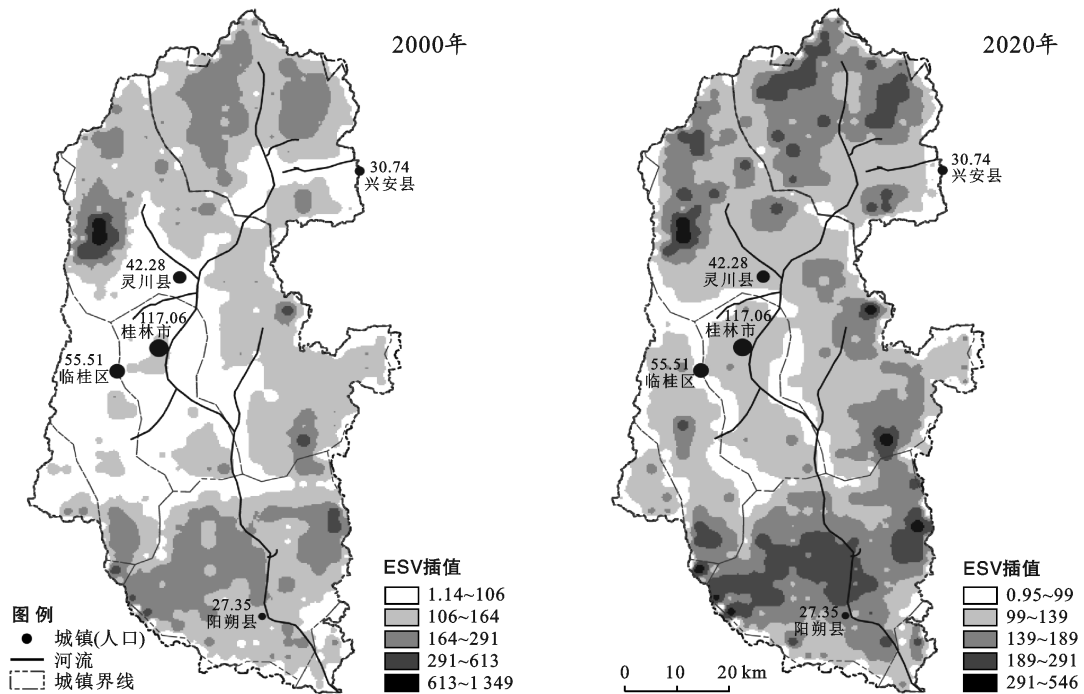 2000年
30.74
兴安县
42.28
灵川县
117.06
桂林市
55.51
临桂区
27.35
阳朔县
图例
城镇(人口)
河流
城镇界线
ESV插值
1.14~106
106~164
164~291
291~613
613~1 349
2020年
30.74
兴安县
42.28
灵川县
117.06
桂林市
55.51
临桂区
27.35
阳朔县
0 10 20 km
ESV插值
0.95~99
99~139
139~189
189~291
291~546